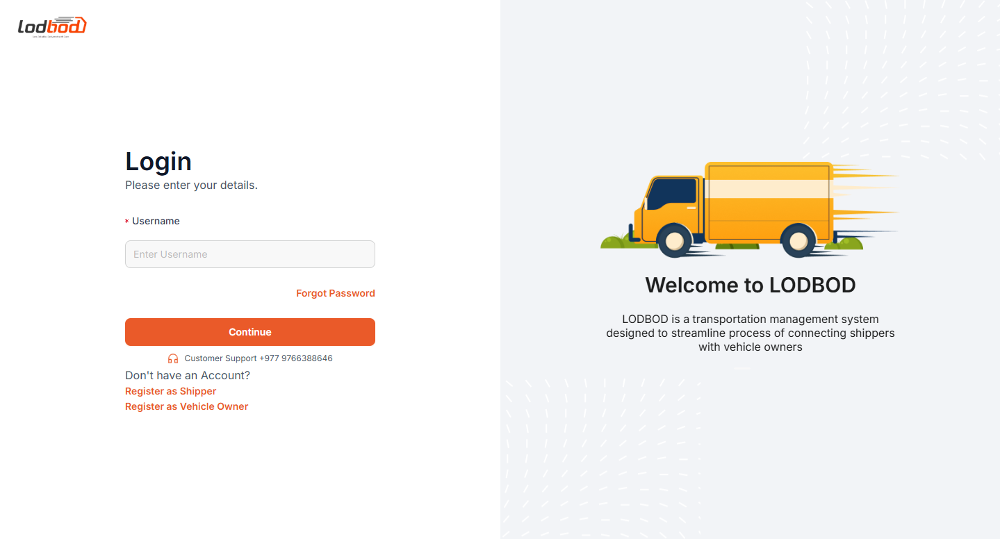 lodbod
Login
Please enter your details.
* Username
Enter Username
Forgot Password
Continue
Customer Support +977 9766388646
Don't have an Account?
Register as Shipper
Register as Vehicle Owner
Welcome to LODBOD
LODBOD is a transportation management system
designed to streamline process of connecting shippers
with vehicle owners